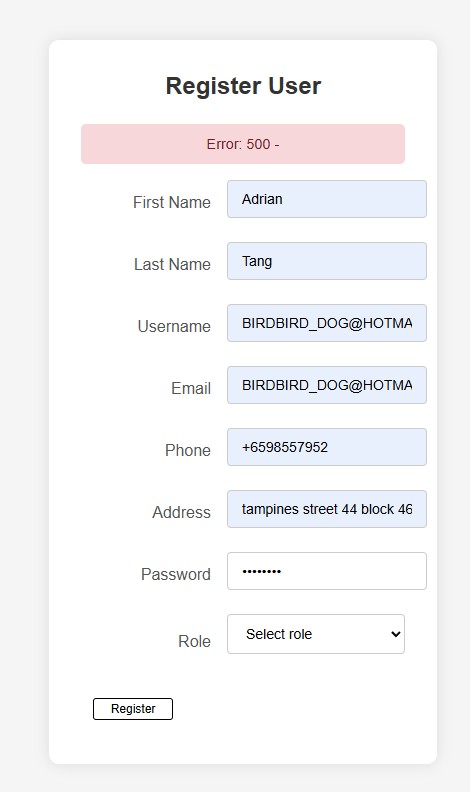 Register User
Error: 500 -
First Name Adrian
Last Name Tang
Username BIRDBIRD_DOG@HOTMA
Email BIRDBIRD_DOG@HOTMA
Phone +6598557952
Address tampines street 44 block 46
Password ••••••••
Role Select role
Register